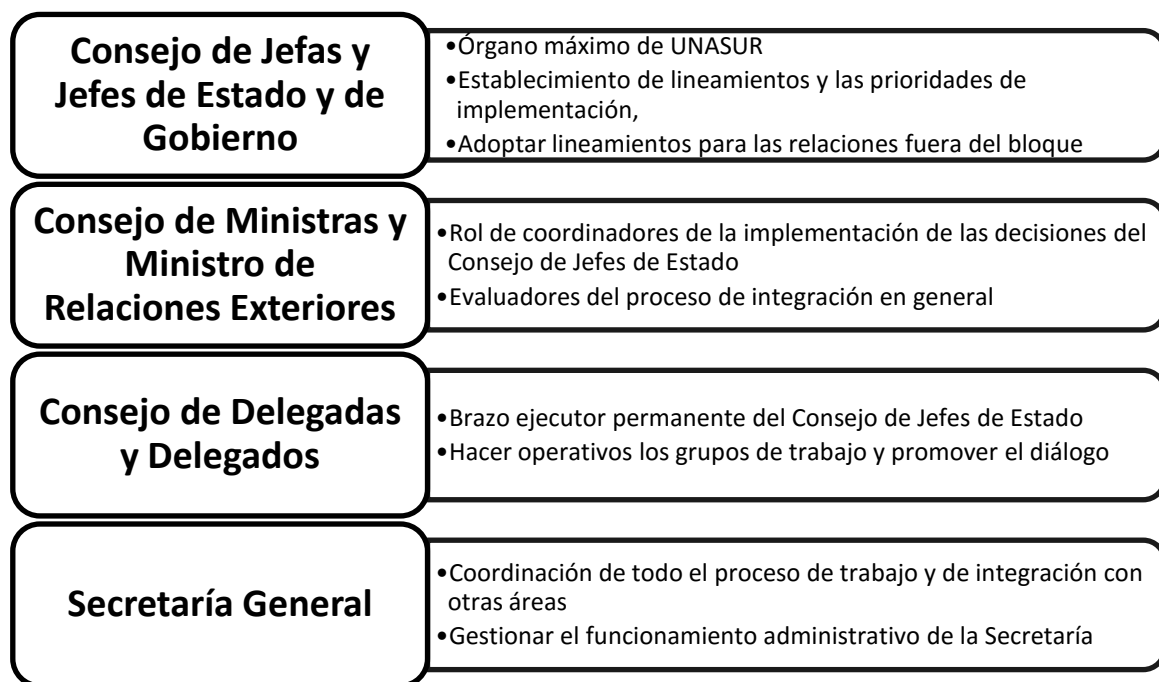 Consejo de Jefas y
Jefes de Estado y de
Gobierno
•Órgano máximo de UNASUR
•Establecimiento de lineamientos y las prioridades de
implementación,
•Adoptar lineamientos para las relaciones fuera del bloque
Consejo de Ministras y
Ministro de
Relaciones Exteriores
•Rol de coordinadores de la implementación de las decisiones del
Consejo de Jefes de Estado
•Evaluadores del proceso de integración en general
Consejo de Delegadas
y Delegados
•Brazo ejecutor permanente del Consejo de Jefes de Estado
•Hacer operativos los grupos de trabajo y promover el diálogo
Secretaría General
•Coordinación de todo el proceso de trabajo y de integración con
otras áreas
•Gestionar el funcionamiento administrativo de la Secretaría